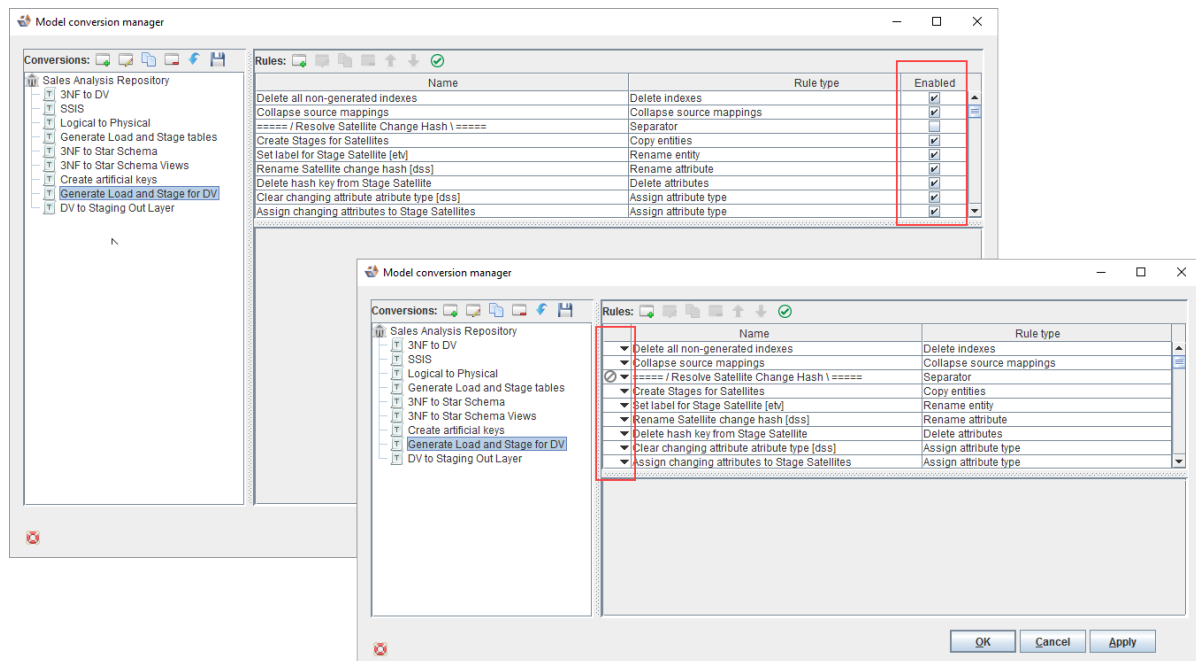 Model conversion manager
Conversions:
Sales Analysis Repository
3NF to DV
SSIS
Logical to Physical
Generate Load and Stage tables
3NF to Star Schema
3NF to Star Schema Views
Create artificial keys
Generate Load and Stage for DV
DV to Staging Out Layer
Rules:
Name Rule type Enabled
Delete all non-generated indexes Delete indexes
Collapse source mappings Collapse source mappings
===== / Resolve Satellite Change Hash \ ===== Separator
Create Stages for Satellites Copy entities
Set label for Stage Satellite [etv] Rename entity
Rename Satellite change hash [dss] Rename attribute
Delete hash key from Stage Satellite Delete attributes
Clear changing attribute atribute type [dss] Assign attribute type
Assign changing attributes to Stage Satellites Assign attribute type
Model conversion manager
Conversions:
Sales Analysis Repository
3NF to DV
SSIS
Logical to Physical
Generate Load and Stage tables
3NF to Star Schema
3NF to Star Schema Views
Create artificial keys
Generate Load and Stage for DV
DV to Staging Out Layer
Rules:
Name Rule type
Delete all non-generated indexes Delete indexes
Collapse source mappings Collapse source mappings
===== / Resolve Satellite Change Hash \ ===== Separator
Create Stages for Satellites Copy entities
Set label for Stage Satellite [etv] Rename entity
Rename Satellite change hash [dss] Rename attribute
Delete hash key from Stage Satellite Delete attributes
Clear changing attribute atribute type [dss] Assign attribute type
Assign changing attributes to Stage Satellites Assign attribute type
OK Cancel Apply